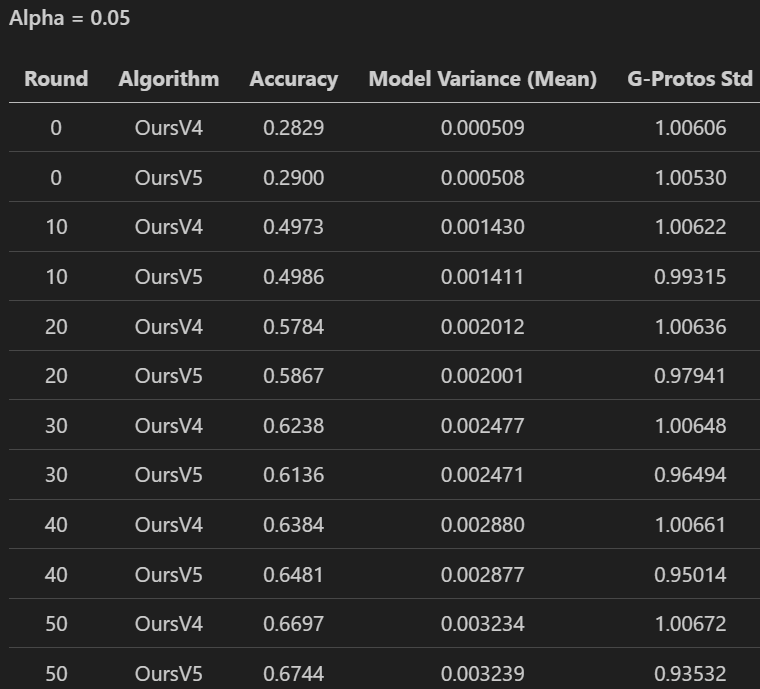 Alpha = 0.05
Round Algorithm Accuracy Model Variance (Mean) G-Protos Std
0 OursV4 0.2829 0.000509 1.00606
0 OursV5 0.2900 0.000508 1.00530
10 OursV4 0.4973 0.001430 1.00622
10 OursV5 0.4986 0.001411 0.99315
20 OursV4 0.5784 0.002012 1.00636
20 OursV5 0.5867 0.002001 0.97941
30 OursV4 0.6238 0.002477 1.00648
30 OursV5 0.6136 0.002471 0.96494
40 OursV4 0.6384 0.002880 1.00661
40 OursV5 0.6481 0.002877 0.95014
50 OursV4 0.6697 0.003234 1.00672
50 OursV5 0.6744 0.003239 0.93532